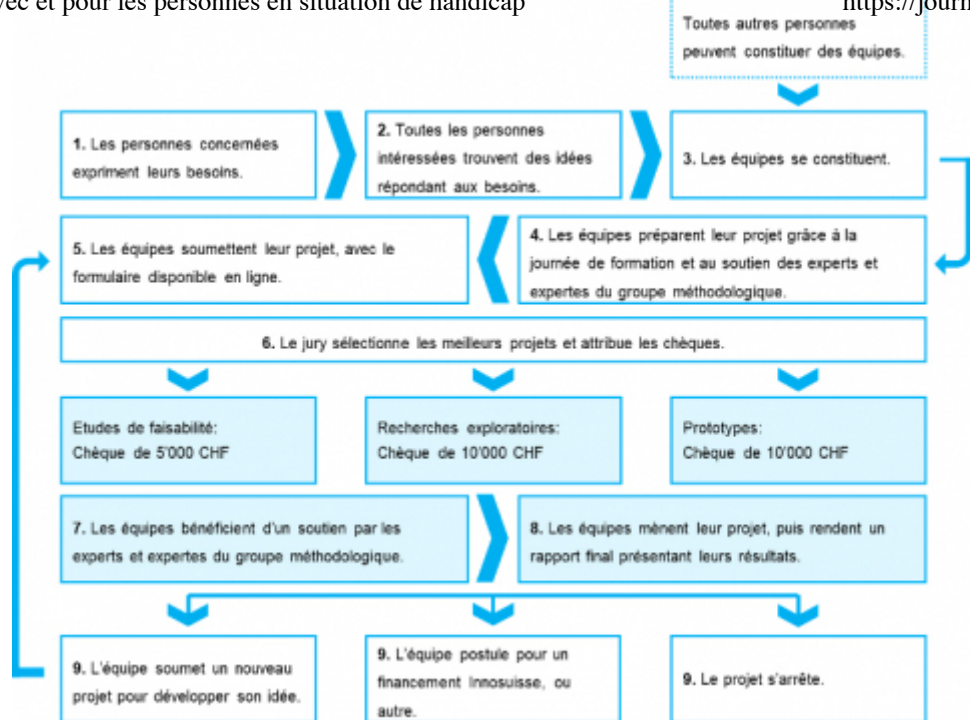 vec et pour les personnes en situation de handicap
https://journ
Toutes autres personnes
peuvent constituer des équipes.
1. Les personnes concernées
expriment leurs besoins.
2. Toutes les personnes
intéressées trouvent des idées
répondant aux besoins.
3. Les équipes se constituent.
5. Les équipes soumettent leur projet, avec le
formulaire disponible en ligne.
4. Les équipes préparent leur projet grâce à la
journée de formation et au soutien des experts et
expertes du groupe méthodologique.
6. Le jury sélectionne les meilleurs projets et attribue les chèques.
Etudes de faisabilité:
Chèque de 5'000 CHF
Recherches exploratoires:
Chèque de 10'000 CHF
Prototypes:
Chèque de 10'000 CHF
7. Les équipes bénéficient d'un soutien par les
experts et expertes du groupe méthodologique.
8. Les équipes mènent leur projet, puis rendent un
rapport final présentant leurs résultats.
9. L'équipe soumet un nouveau
projet pour développer son idée.
9. L'équipe postule pour un
financement Innosuisse, ou
autre.
9. Le projet s'arrête.